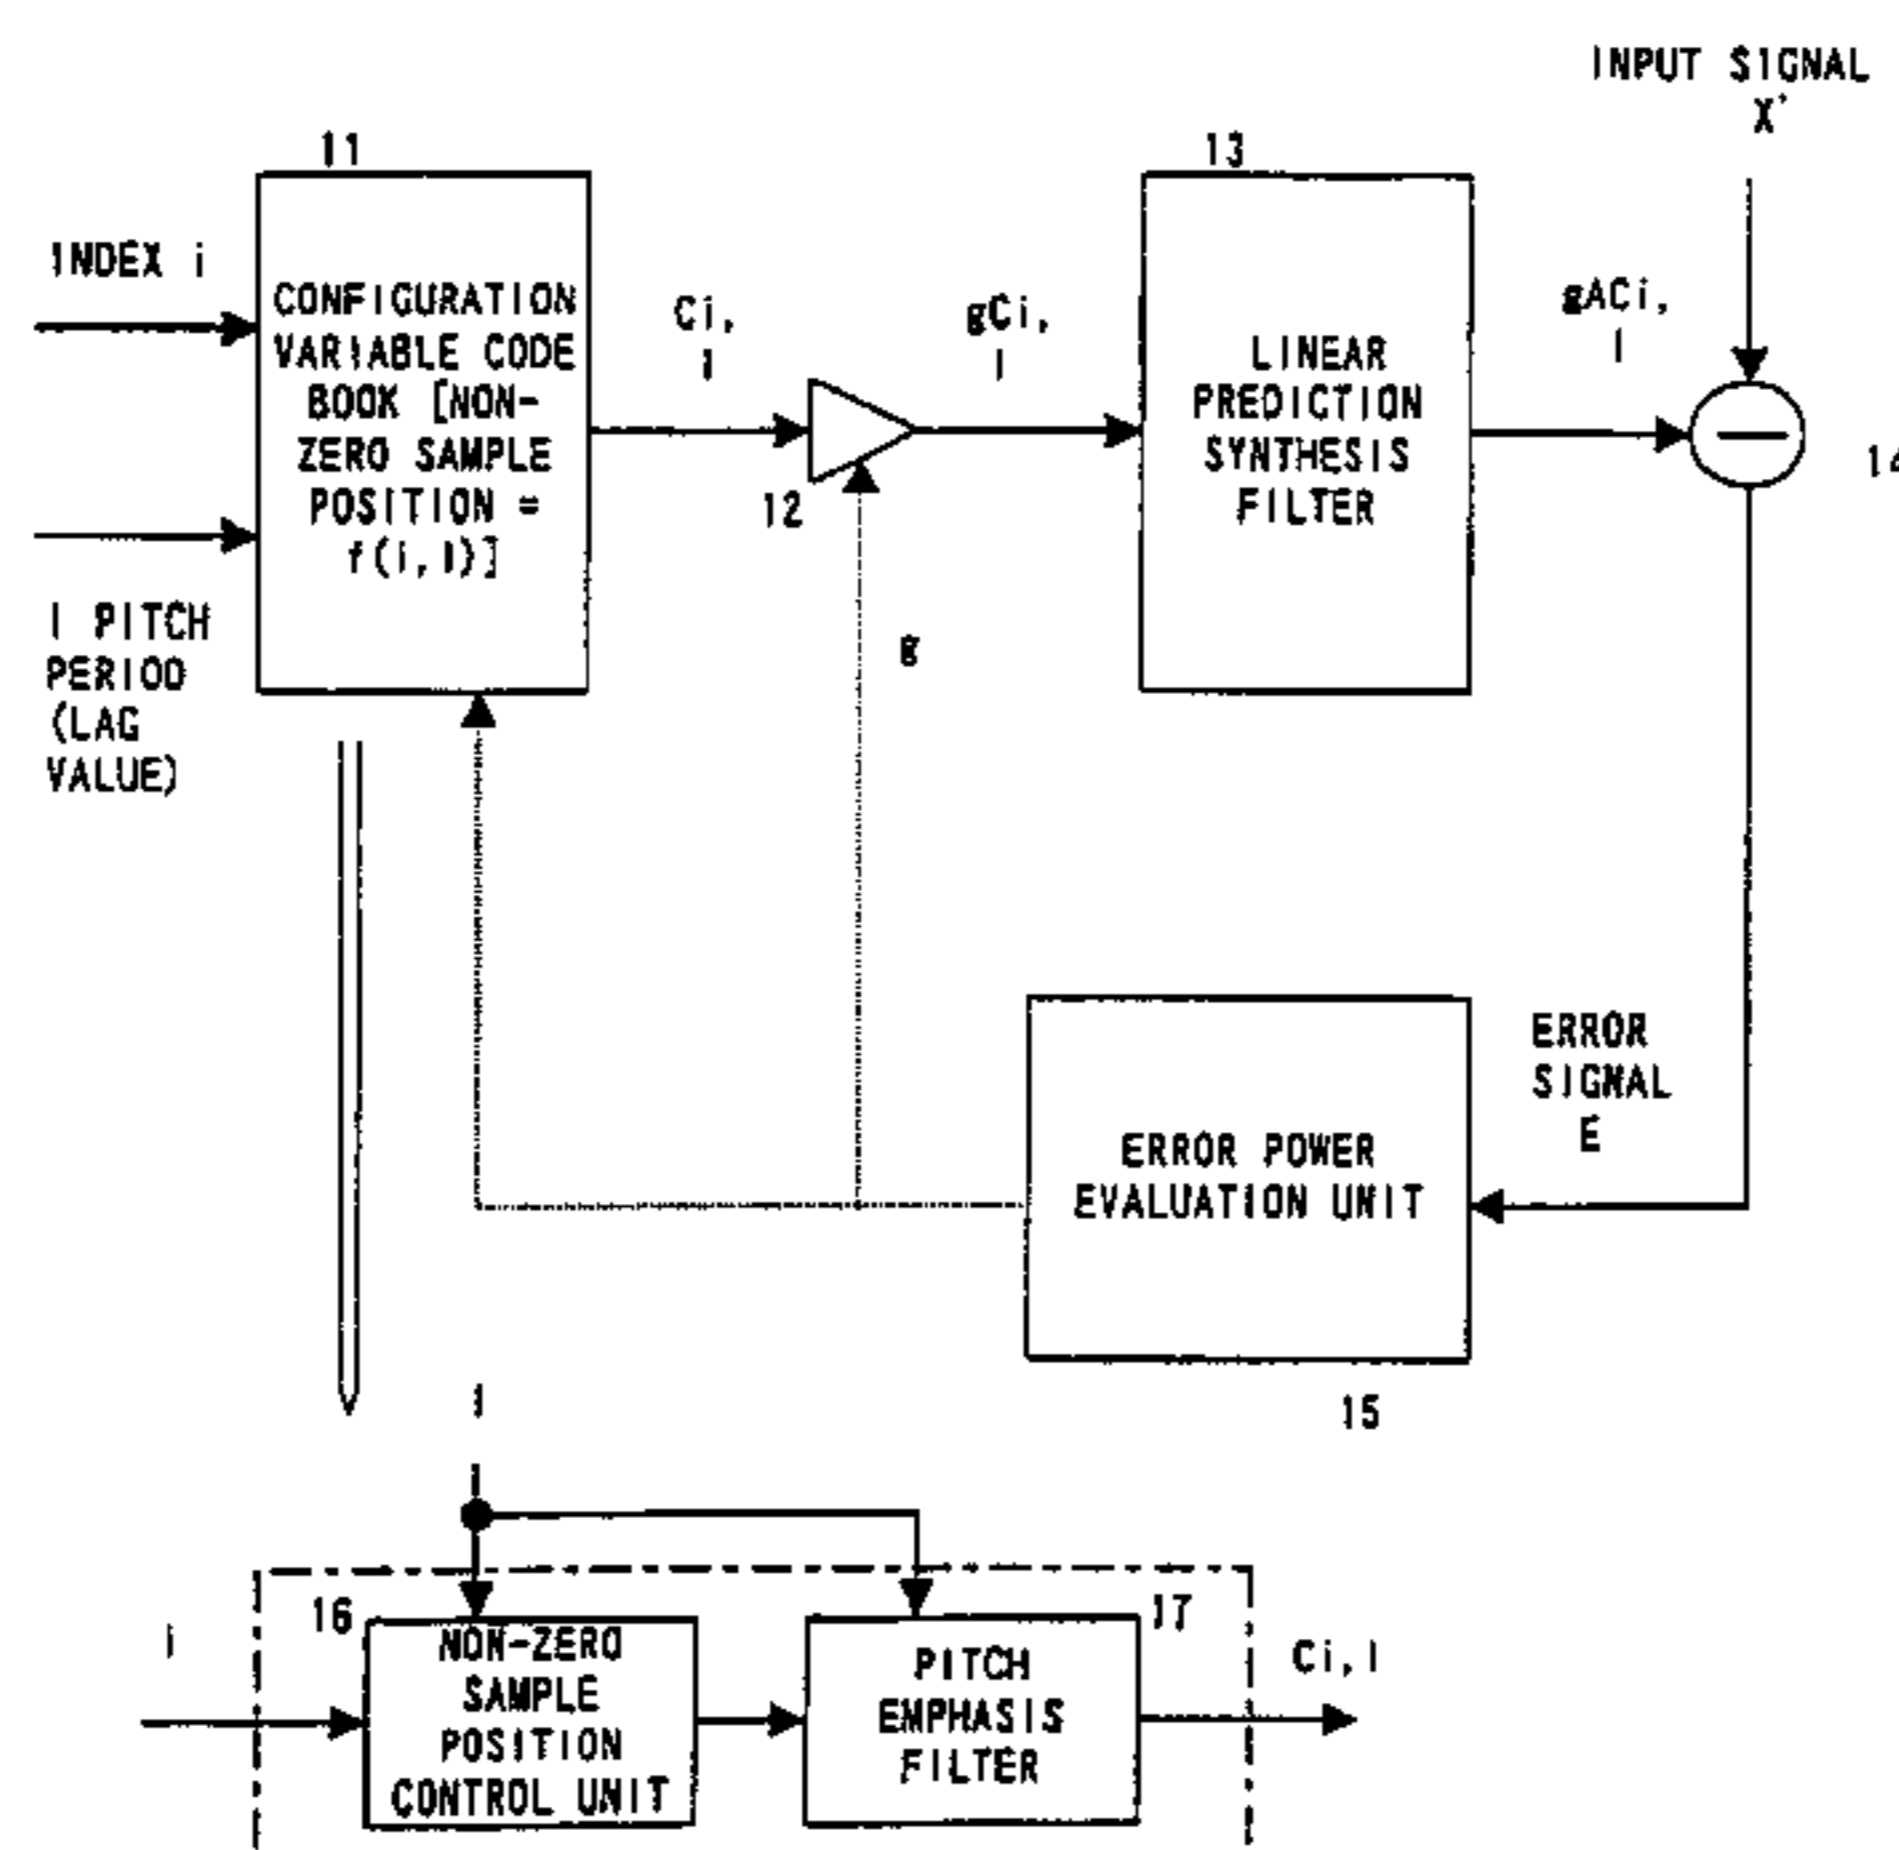 INPUT SIGNAL
X'
11
13
INDEX i
CONFIGURATION
VARIABLE CODE
BOOK [NON-
ZERO SAMPLE
POSITION =
f(i,l)]
l PITCH
PERIOD
(LAG
VALUE)
Ci,
l
12
gCi,
l
g
LINEAR
PREDICTION
SYNTHESIS
FILTER
gACi,
l
14
ERROR
SIGNAL
E
ERROR POWER
EVALUATION UNIT
15
l
i
16
NON-ZERO
SAMPLE
POSITION
CONTROL UNIT
17
PITCH
EMPHASIS
FILTER
Ci,l